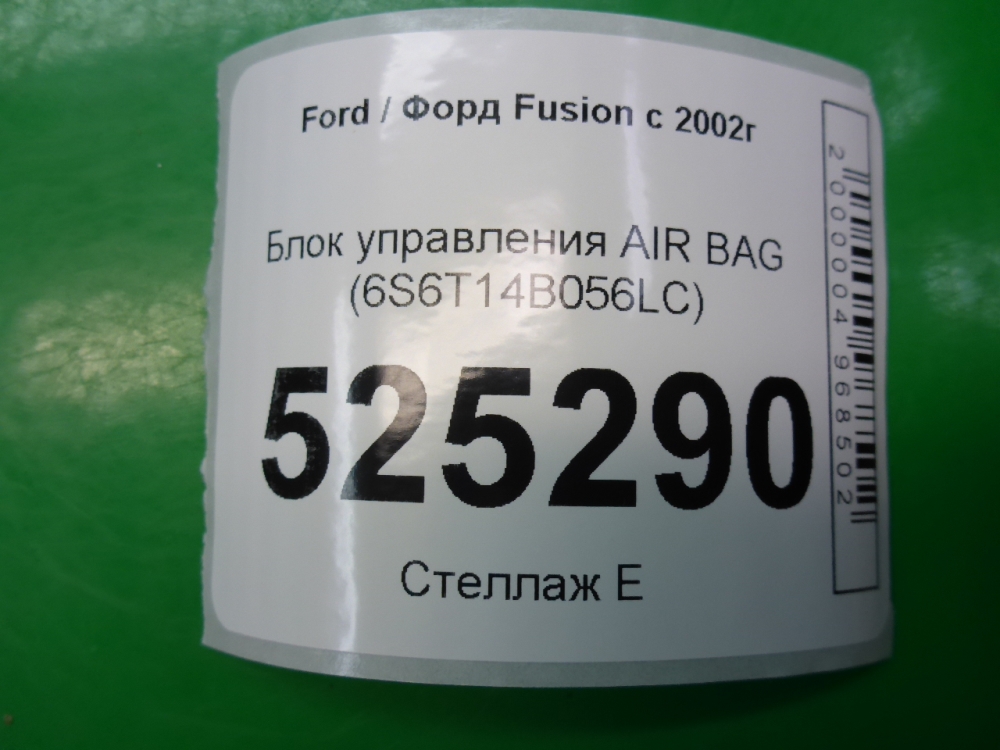 Ford / Форд Fusion с 2002г
Блок управления AIR BAG
(6S6T14B056LC)
525290
Стеллаж Е
2000004968502